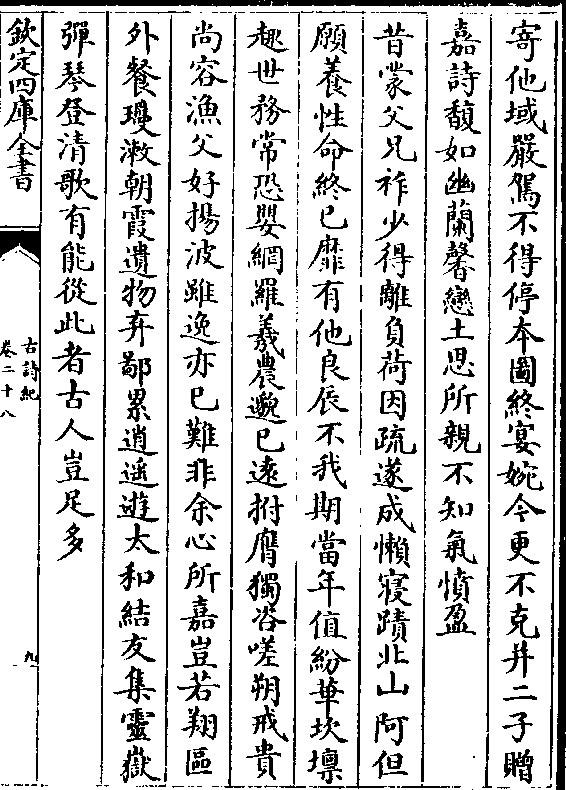 寄他域嚴駕不得停本圖終宴婉今更不克并二子贈
嘉詩馥如幽蘭馨戀土思所親不知氣憤盈
昔蒙父兄祚少得離負荷因疏遂成懶寢蹟北山阿但
願養性命終已靡有他良辰不我期當年值紛華坎壈
趣世務常恐嬰網羅羲農邈已遠拊膺獨咨嗟朔戒貴
尚容漁父好揚波雖逸亦已難非余心所嘉豈若翔區
外餐瓊漱朝霞遺物弃鄙累逍遥遊太和結友集靈嶽
彈琴登清歌有能從此者古人豈足多
欽定四庫全書
古詩紀
卷二十八
九